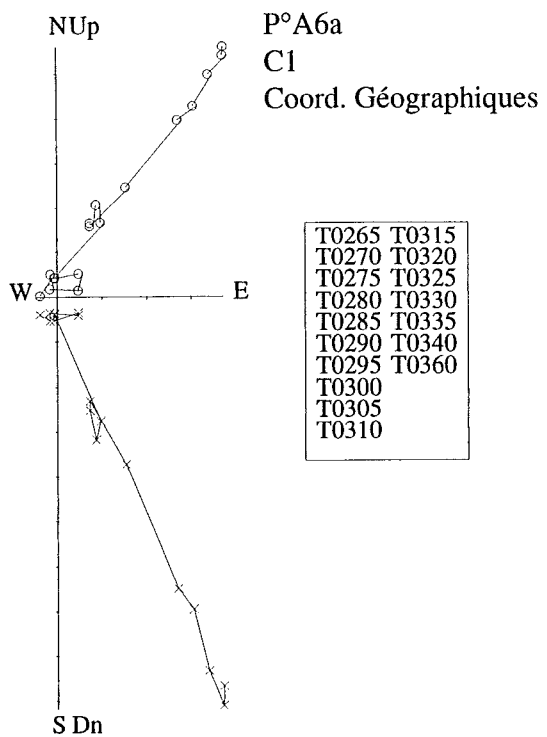 N Up
P°A6a
C1
Coord. Géographiques
W
E
T0265 T0315
T0270 T0320
T0275 T0325
T0280 T0330
T0285 T0335
T0290 T0340
T0295 T0360
T0300
T0305
T0310
S Dn